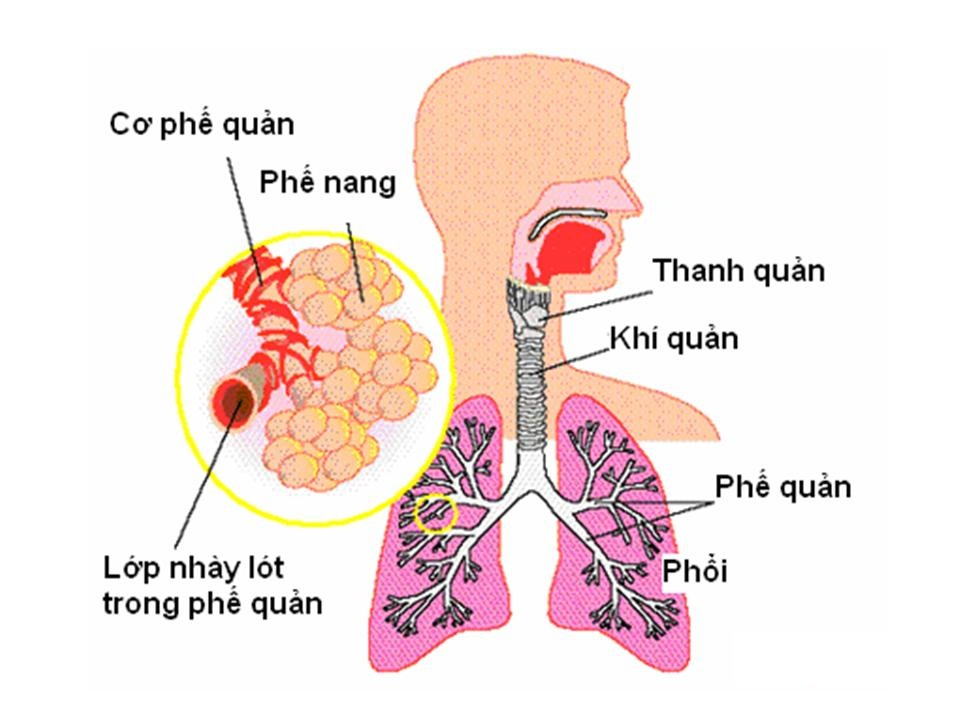 Cơ phế quản
Phế nang
Thanh quản
Khí quản
Phế quản
Phổi
Lớp nhày lót
trong phế quản